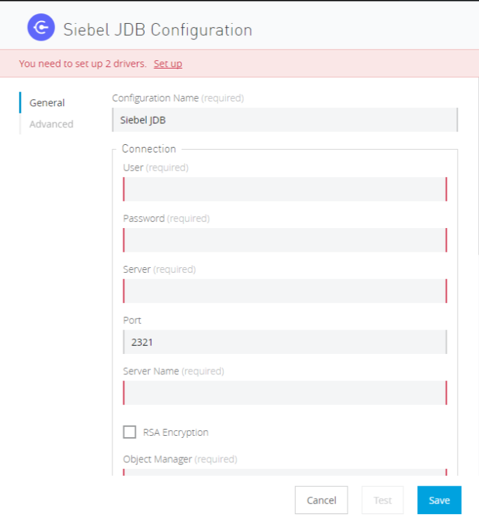 Siebel JDB Configuration
You need to set up 2 drivers. Set up
General
Advanced
Configuration Name (required)
Siebel JDB
Connection
User (required)
Password (required)
Server (required)
Port
2321
Server Name (required)
RSA Encryption
Object Manager (required)
Cancel
Test
Save